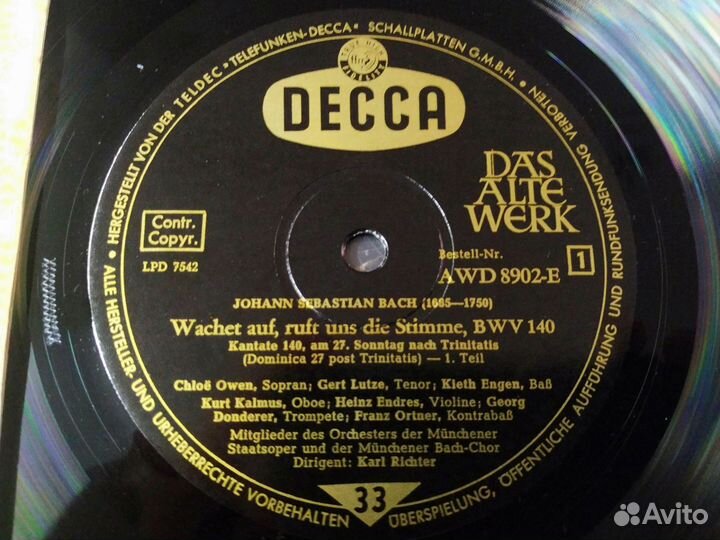 · HERGESTELLT VON DER TELDEC · TELEFUNKEN-DECCA · SCHALLPLATTEN G.M.B.H. ·
DECCA
DAS
ALTE
WERK
Contr.
Copyr.
LPD 7542
Bestell-Nr.
AWD 8902-E
1
JOHANN SEBASTIAN BACH (1685—1750)
Wachet auf, ruft uns die Stimme, BWV 140
Kantate 140, am 27. Sonntag nach Trinitatis
(Dominica 27 post Trinitatis) — 1. Teil
Chloë Owen, Sopran; Gert Lutze, Tenor; Kieth Engen, Baß
Kurt Kalmus, Oboe; Heinz Endres, Violine; Georg
Donderer, Trompete; Franz Ortner, Kontrabaß
Mitglieder des Orchesters der Münchener
Staatsoper und der Münchener Bach-Chor
Dirigent: Karl Richter
33
ALLE HERSTELLER- UND URHEBERRECHTE VORBEHALTEN
ÜBERSPIELUNG, ÖFFENTLICHE AUFFÜHRUNG UND RUNDFUNKSENDUNG VERBOTEN
Avito